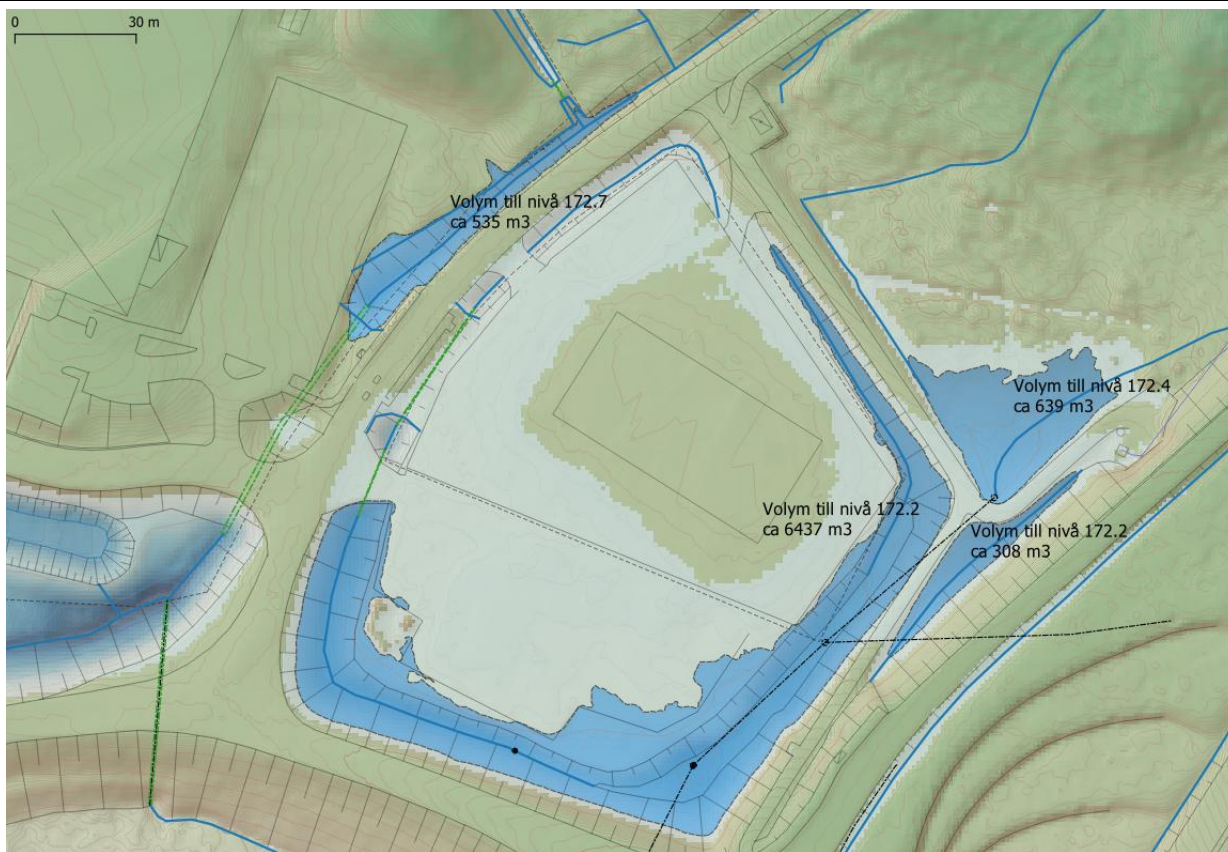 0 30 m
Volym till nivå 172.7
ca 535 m3
Volym till nivå 172.4
ca 639 m3
Volym till nivå 172.2
ca 6437 m3
Volym till nivå 172.2
ca 308 m3